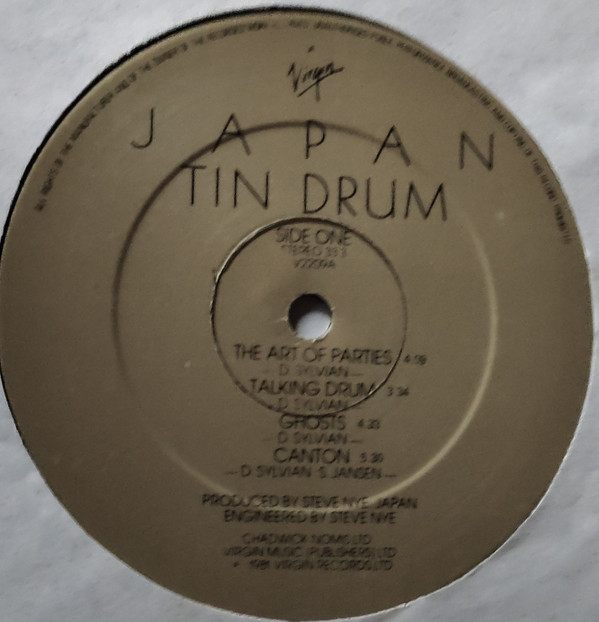 Virgin
JAPAN
TIN DRUM
SIDE ONE
STEREO 33⅓
V2209A
THE ART OF PARTIES 4:09
—D. SYLVIAN—
TALKING DRUM 3:34
—D. SYLVIAN—
GHOSTS 4:33
—D. SYLVIAN—
CANTON 5:30
—D. SYLVIAN S. JANSEN—
PRODUCED BY STEVE NYE, JAPAN
ENGINEERED BY STEVE NYE
CHADWICK NOMIS LTD
VIRGIN MUSIC (PUBLISHERS) LTD
1981 VIRGIN RECORDS LTD